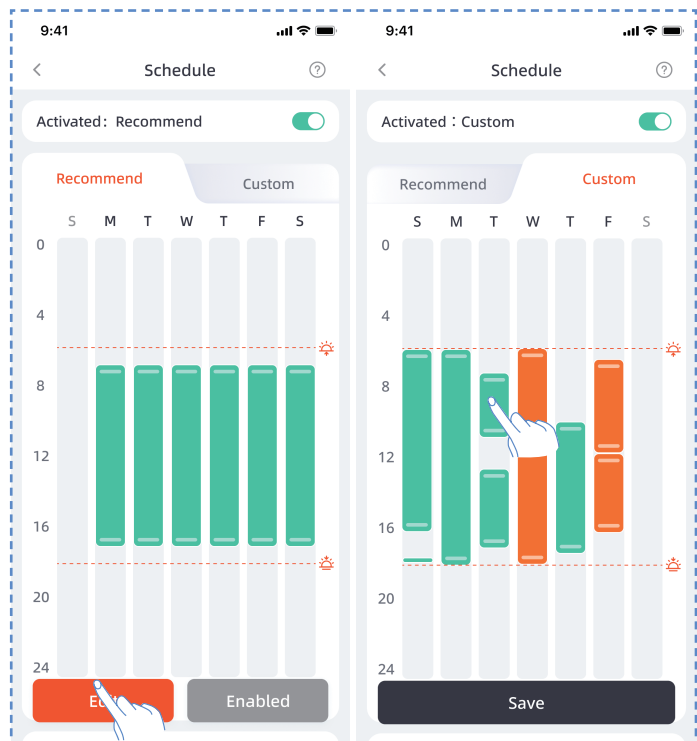 9:41
Schedule
?
Activated: Recommend
Recommend
Custom
S M T W T F S
0
4
8
12
16
20
24
Enabled
9:41
Schedule
?
Activated : Custom
Recommend
Custom
S M T W T F S
0
4
8
12
16
20
24
Save